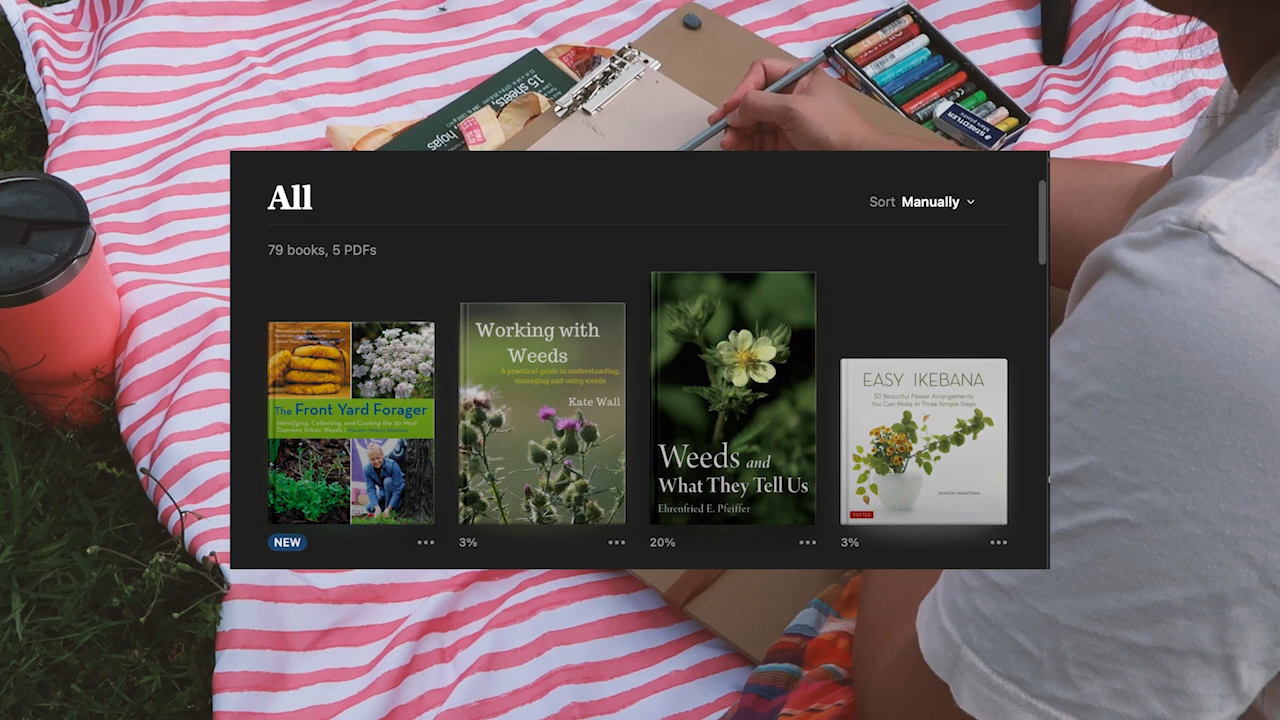 15 sheets,
hojas
STAEDTLER
All
Sort Manually
79 books, 5 PDFs
The Front Yard Forager
Identifying, Collecting, and Cooking the 30 Most
Common Urban Weeds
NEW
Working with
Weeds
A practical guide to understanding,
managing and using weeds
Kate Wall
3%
Weeds and
What They Tell Us
Ehrenfried E. Pfeiffer
20%
EASY IKEBANA
30 Beautiful Flower Arrangements
You Can Make in Three Simple Steps
TUTTLE
3%